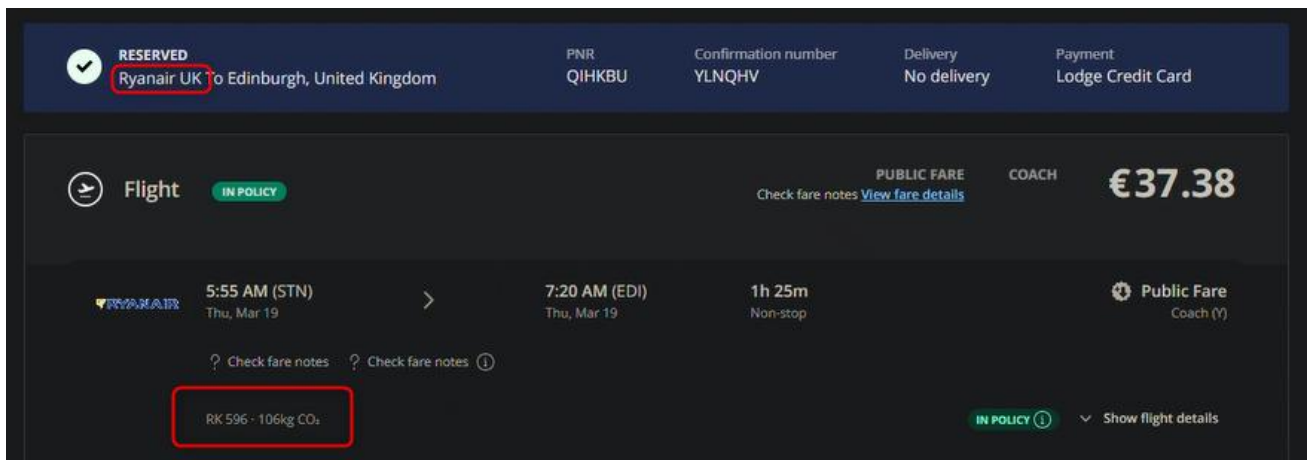 RESERVED
Ryanair UK To Edinburgh, United Kingdom
PNR
QIHKBU
Confirmation number
YLNQHV
Delivery
No delivery
Payment
Lodge Credit Card
Flight
IN POLICY
PUBLIC FARE
Check fare notes View fare details
COACH
€37.38
RYANAIR
5:55 AM (STN)
Thu, Mar 19
7:20 AM (EDI)
Thu, Mar 19
1h 25m
Non-stop
Public Fare
Coach (Y)
? Check fare notes ? Check fare notes
RK 596 - 106kg CO₂
IN POLICY
Show flight details